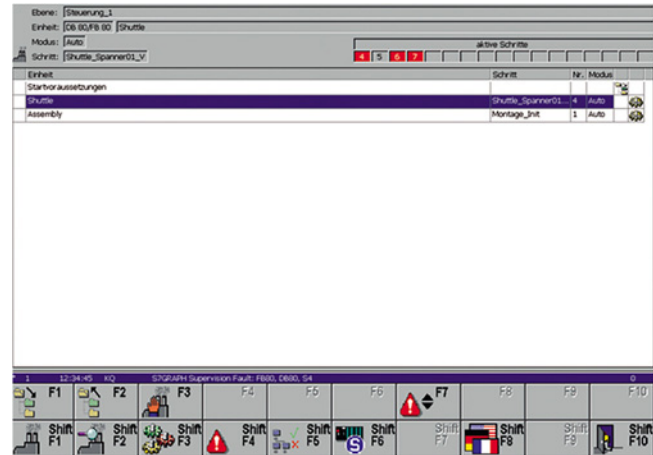 Ebene: Steuerung_1
Einheit: DB 80/FB 80 Shuttle
Modus: Auto
Schritt: Shuttle_Spanner01_V
aktive Schritte
4 5 6 7
Einheit Schritt Nr. Modus
Startvoraussetzungen
Shuttle Shuttle_Spanner01... 4 Auto
Assembly Montage_Init 1 Auto
1 12:34:45 KQ S7GRAPH Supervision Fault: FB80, DB80, S4 0
F1 F2 F3 F4 F5 F6 F7 F8 F9 F10
Shift F1 Shift F2 Shift F3 Shift F4 Shift F5 S Shift F6 Shift F7 Shift F8 Shift F9 Shift F10